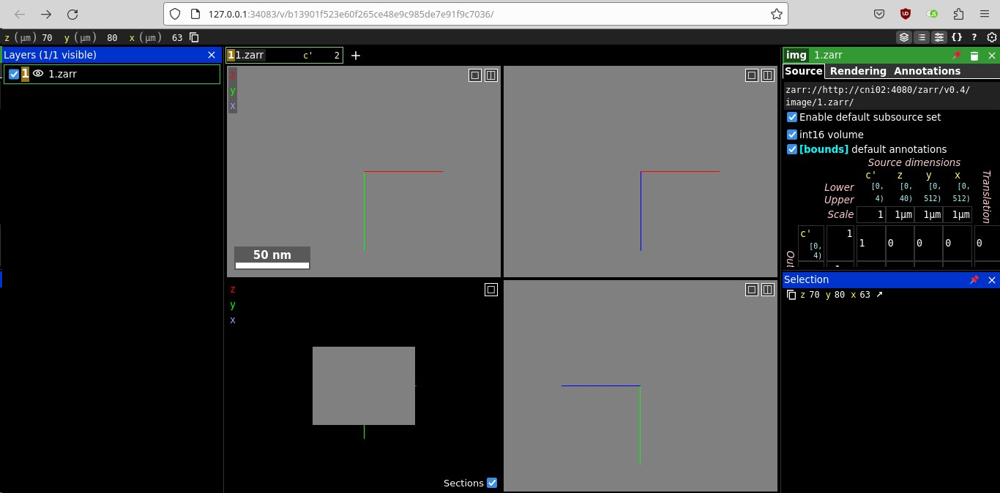 127.0.0.1:34083/v/b13901f523e60f265ce48e9c985de7e91f9c7036/
z (μm) 70 y (μm) 80 x (μm) 63 {} ?
Layers (1/1 visible)
1 1.zarr
1 1.zarr c' 2 +
z
y
x
50 nm
z
y
x
Sections
img 1.zarr
Source Rendering Annotations
zarr://http://cni02:4080/zarr/v0.4/
image/1.zarr/
Enable default subsource set
int16 volume
[bounds] default annotations
Source dimensions
c' z y x
Lower [0, [0, [0, [0,
Upper 4) 40) 512) 512)
Translation
Scale 1 1μm 1μm 1μm
c' 1 1 0 0 0 0
[0,
4)
Out
Selection
z 70 y 80 x 63